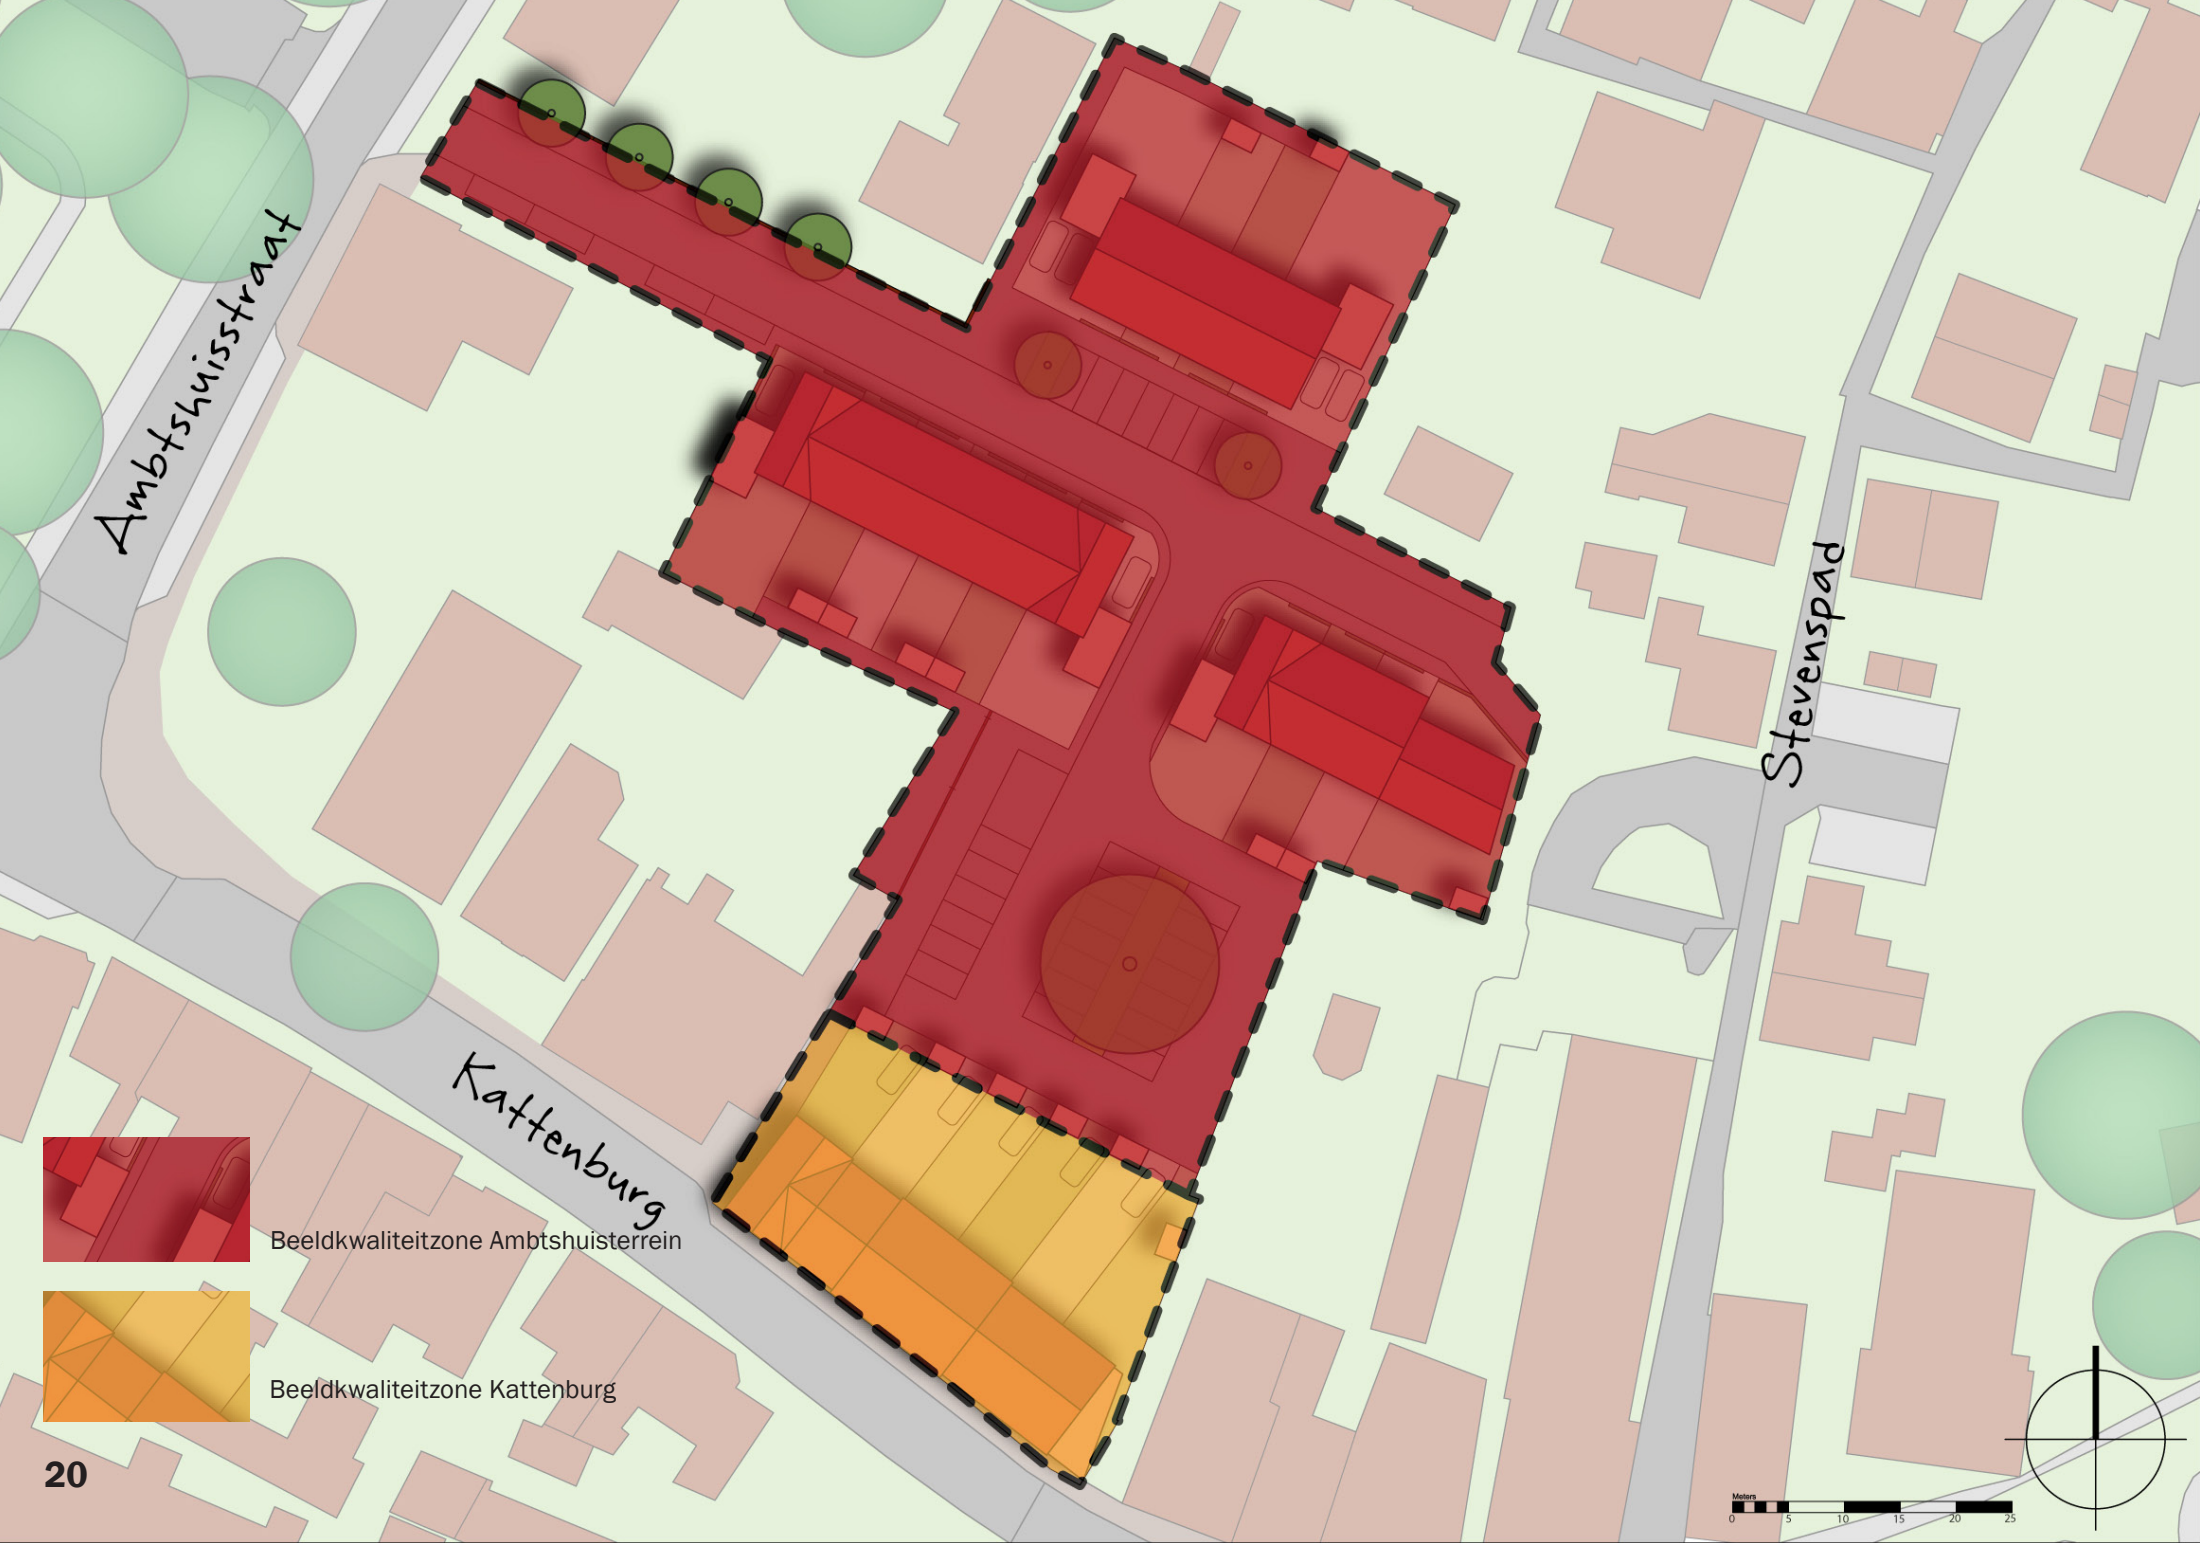 Ambtshuisstraat
Stevenspad
Kattenburg
Beeldkwaliteitzone Ambtshuisterrein
Beeldkwaliteitzone Kattenburg
20
Meters
0 5 10 15 20 25